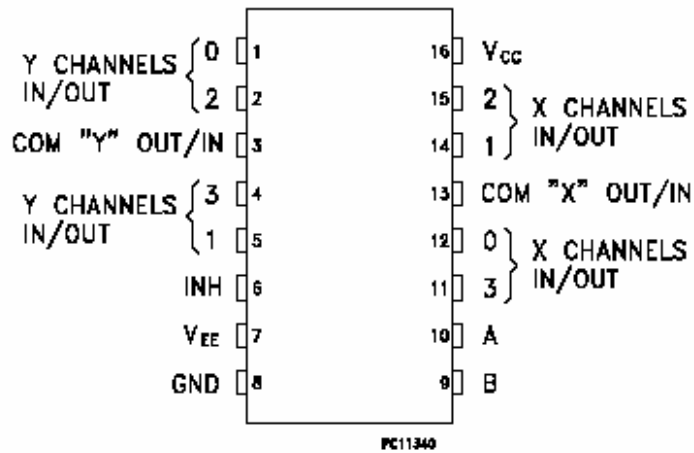 0 1 16 VCC
Y CHANNELS
IN/OUT
2 2 15 2 X CHANNELS
IN/OUT
COM "Y" OUT/IN 3 14 1
3 4 13 COM "X" OUT/IN
Y CHANNELS
IN/OUT
1 5 12 0 X CHANNELS
IN/OUT
INH 6 11 3
VEE 7 10 A
GND 8 9 B
PC11340